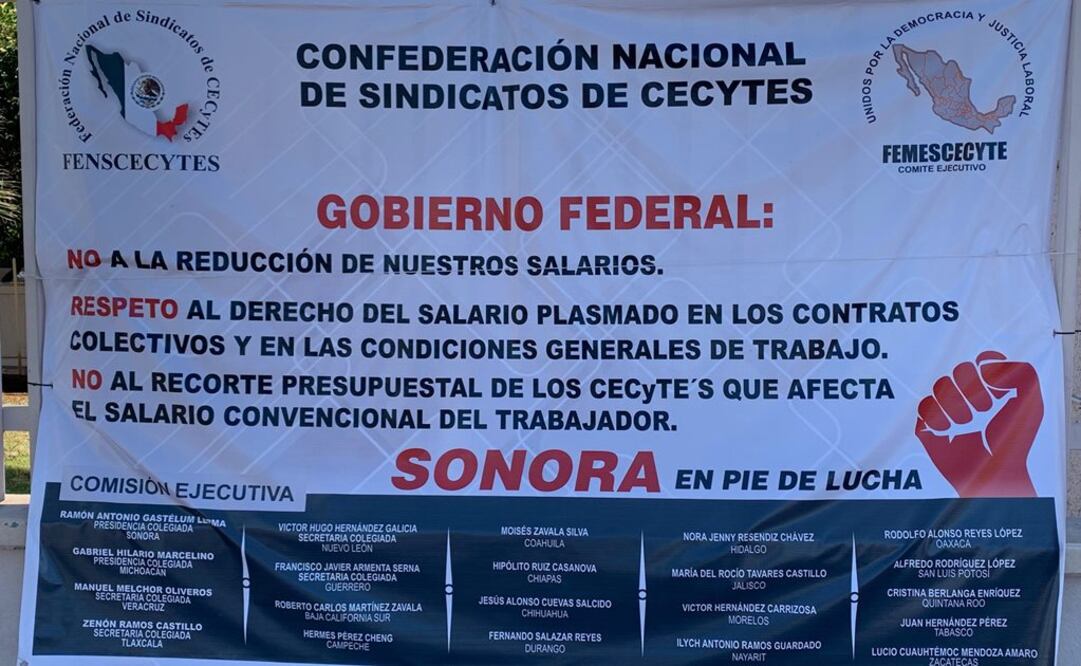 Federación Nacional de Sindicatos de CECyTES
FENSCECYTES
CONFEDERACIÓN NACIONAL
DE SINDICATOS DE CECYTES
UNIDOS POR LA DEMOCRACIA Y JUSTICIA LABORAL
FEMESCECYTE
COMITE EJECUTIVO
GOBIERNO FEDERAL:
NO A LA REDUCCIÓN DE NUESTROS SALARIOS.
RESPETO AL DERECHO DEL SALARIO PLASMADO EN LOS CONTRATOS
COLECTIVOS Y EN LAS CONDICIONES GENERALES DE TRABAJO.
NO AL RECORTE PRESUPUESTAL DE LOS CECyTE´S QUE AFECTA
EL SALARIO CONVENCIONAL DEL TRABAJADOR.
SONORA EN PIE DE LUCHA
COMISIÓN EJECUTIVA
RAMÓN ANTONIO GASTÉLUM LERMA
PRESIDENCIA COLEGIADA
SONORA
GABRIEL HILARIO MARCELINO
PRESIDENCIA COLEGIADA
MICHOACÁN
MANUEL MELCHOR OLIVEROS
SECRETARIA COLEGIADA
VERACRUZ
ZENÓN RAMOS CASTILLO
SECRETARIA COLEGIADA
TLAXCALA
VICTOR HUGO HERNÁNDEZ GALICIA
SECRETARIA COLEGIADA
NUEVO LEÓN
FRANCISCO JAVIER ARMENTA SERNA
SECRETARIA COLEGIADA
GUERRERO
ROBERTO CARLOS MARTÍNEZ ZAVALA
BAJA CALIFORNIA SUR
HERMES PÉREZ CHENG
CAMPECHE
MOISÉS ZAVALA SILVA
COAHUILA
HIPÓLITO RUIZ CASANOVA
CHIAPAS
JESÚS ALONSO CUEVAS SALCIDO
CHIHUAHUA
FERNANDO SALAZAR REYES
DURANGO
NORA JENNY RESENDIZ CHÁVEZ
HIDALGO
MARÍA DEL ROCÍO TAVARES CASTILLO
JALISCO
VICTOR HERNÁNDEZ CARRIZOSA
MORELOS
ILYCH ANTONIO RAMOS GUARDADO
NAYARIT
RODOLFO ALONSO REYES LÓPEZ
OAXACA
ALFREDO RODRÍGUEZ LÓPEZ
SAN LUIS POTOSÍ
CRISTINA BERLANGA ENRÍQUEZ
QUINTANA ROO
JUAN HERNÁNDEZ PÉREZ
TABASCO
LUCIO CUAUHTÉMOC MENDOZA AMARO
ZACATECAS